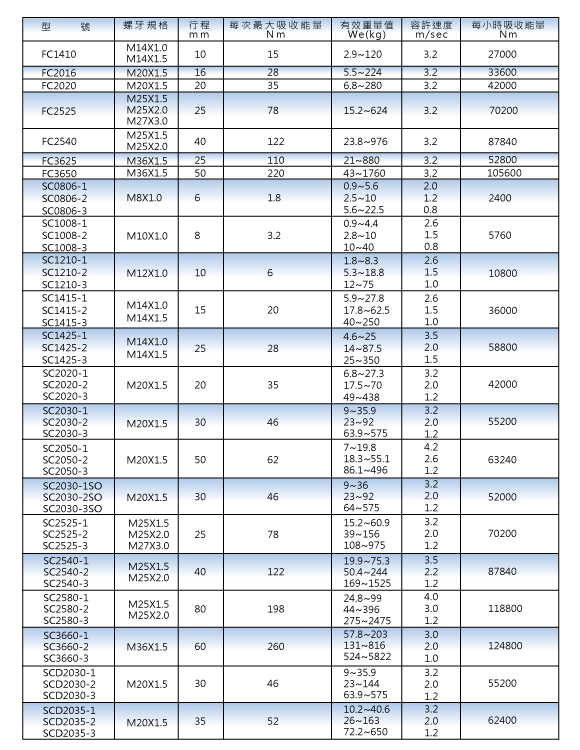 型 號 螺牙規格 行程 mm 每次最大吸收能量 Nm 有效重量值 We(kg) 容許速度 m/sec 每小時吸收能量 Nm
FC1410 M14X1.0 M14X1.5 10 15 2.9~120 3.2 27000
FC2016 M20X1.5 16 28 5.5~224 3.2 33600
FC2020 M20X1.5 20 35 6.8~280 3.2 42000
FC2525 M25X1.5 M25X2.0 M27X3.0 25 78 15.2~624 3.2 70200
FC2540 M25X1.5 M25X2.0 40 122 23.8~976 3.2 87840
FC3625 M36X1.5 25 110 21~880 3.2 52800
FC3650 M36X1.5 50 220 43~1760 3.2 105600
SC0806-1 0.9~5.6 2.0
SC0806-2 M8X1.0 6 1.8 2.5~10 1.2 2400
SC0806-3 5.6~22.5 0.8
SC1008-1 0.9~4.4 2.6
SC1008-2 M10X1.0 8 3.2 2.8~10 1.5 5760
SC1008-3 10~40 0.8
SC1210-1 1.8~8.3 2.6
SC1210-2 M12X1.0 10 6 5.3~18.8 1.5 10800
SC1210-3 12~75 1.0
SC1415-1 M14X1.0 5.9~27.8 2.6
SC1415-2 M14X1.5 15 20 17.8~62.5 1.5 36000
SC1415-3 40~250 1.0
SC1425-1 M14X1.0 4.6~25 3.5
SC1425-2 M14X1.5 25 28 14~87.5 2.0 58800
SC1425-3 25~350 1.5
SC2020-1 6.8~27.3 3.2
SC2020-2 M20X1.5 20 35 17.5~70 2.0 42000
SC2020-3 49~438 1.2
SC2030-1 9~35.9 3.2
SC2030-2 M20X1.5 30 46 23~92 2.0 55200
SC2030-3 63.9~575 1.2
SC2050-1 7~19.8 4.2
SC2050-2 M20X1.5 50 62 18.3~55.1 2.6 63240
SC2050-3 86.1~496 1.2
SC2030-1SO 9~36 3.2
SC2030-2SO M20X1.5 30 46 23~92 2.0 52000
SC2030-3SO 64~575 1.2
SC2525-1 M25X1.5 15.2~60.9 3.2
SC2525-2 M25X2.0 25 78 39~156 2.0 70200
SC2525-3 M27X3.0 108~975 1.2
SC2540-1 M25X1.5 19.9~75.3 3.5
SC2540-2 M25X2.0 40 122 50.4~244 2.2 87840
SC2540-3 169~1525 1.2
SC2580-1 M25X1.5 24.8~99 4.0
SC2580-2 M25X2.0 80 198 44~396 3.0 118800
SC2580-3 275~2475 1.2
SC3660-1 57.8~203 3.0
SC3660-2 M36X1.5 60 260 131~816 2.0 124800
SC3660-3 524~5822 1.0
SCD2030-1 9~35.9 3.2
SCD2030-2 M20X1.5 30 46 23~144 2.0 55200
SCD2030-3 63.9~575 1.2
SCD2035-1 10.2~40.6 3.2
SCD2035-2 M20X1.5 35 52 26~163 2.0 62400
SCD2035-3 72.2~650 1.2